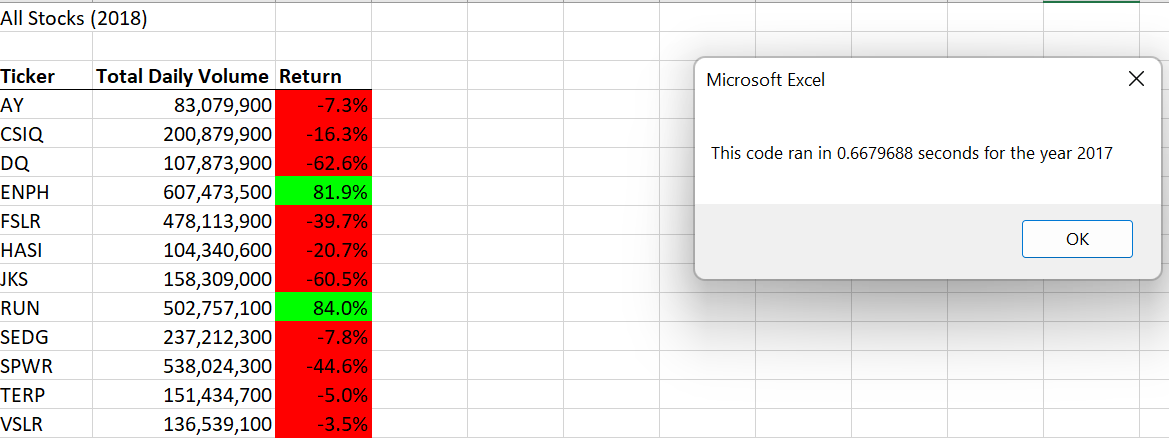 All Stocks (2018)
Ticker Total Daily Volume Return
AY 83,079,900 -7.3%
CSIQ 200,879,900 -16.3%
DQ 107,873,900 -62.6%
ENPH 607,473,500 81.9%
FSLR 478,113,900 -39.7%
HASI 104,340,600 -20.7%
JKS 158,309,000 -60.5%
RUN 502,757,100 84.0%
SEDG 237,212,300 -7.8%
SPWR 538,024,300 -44.6%
TERP 151,434,700 -5.0%
VSLR 136,539,100 -3.5%
Microsoft Excel
This code ran in 0.6679688 seconds for the year 2017
OK